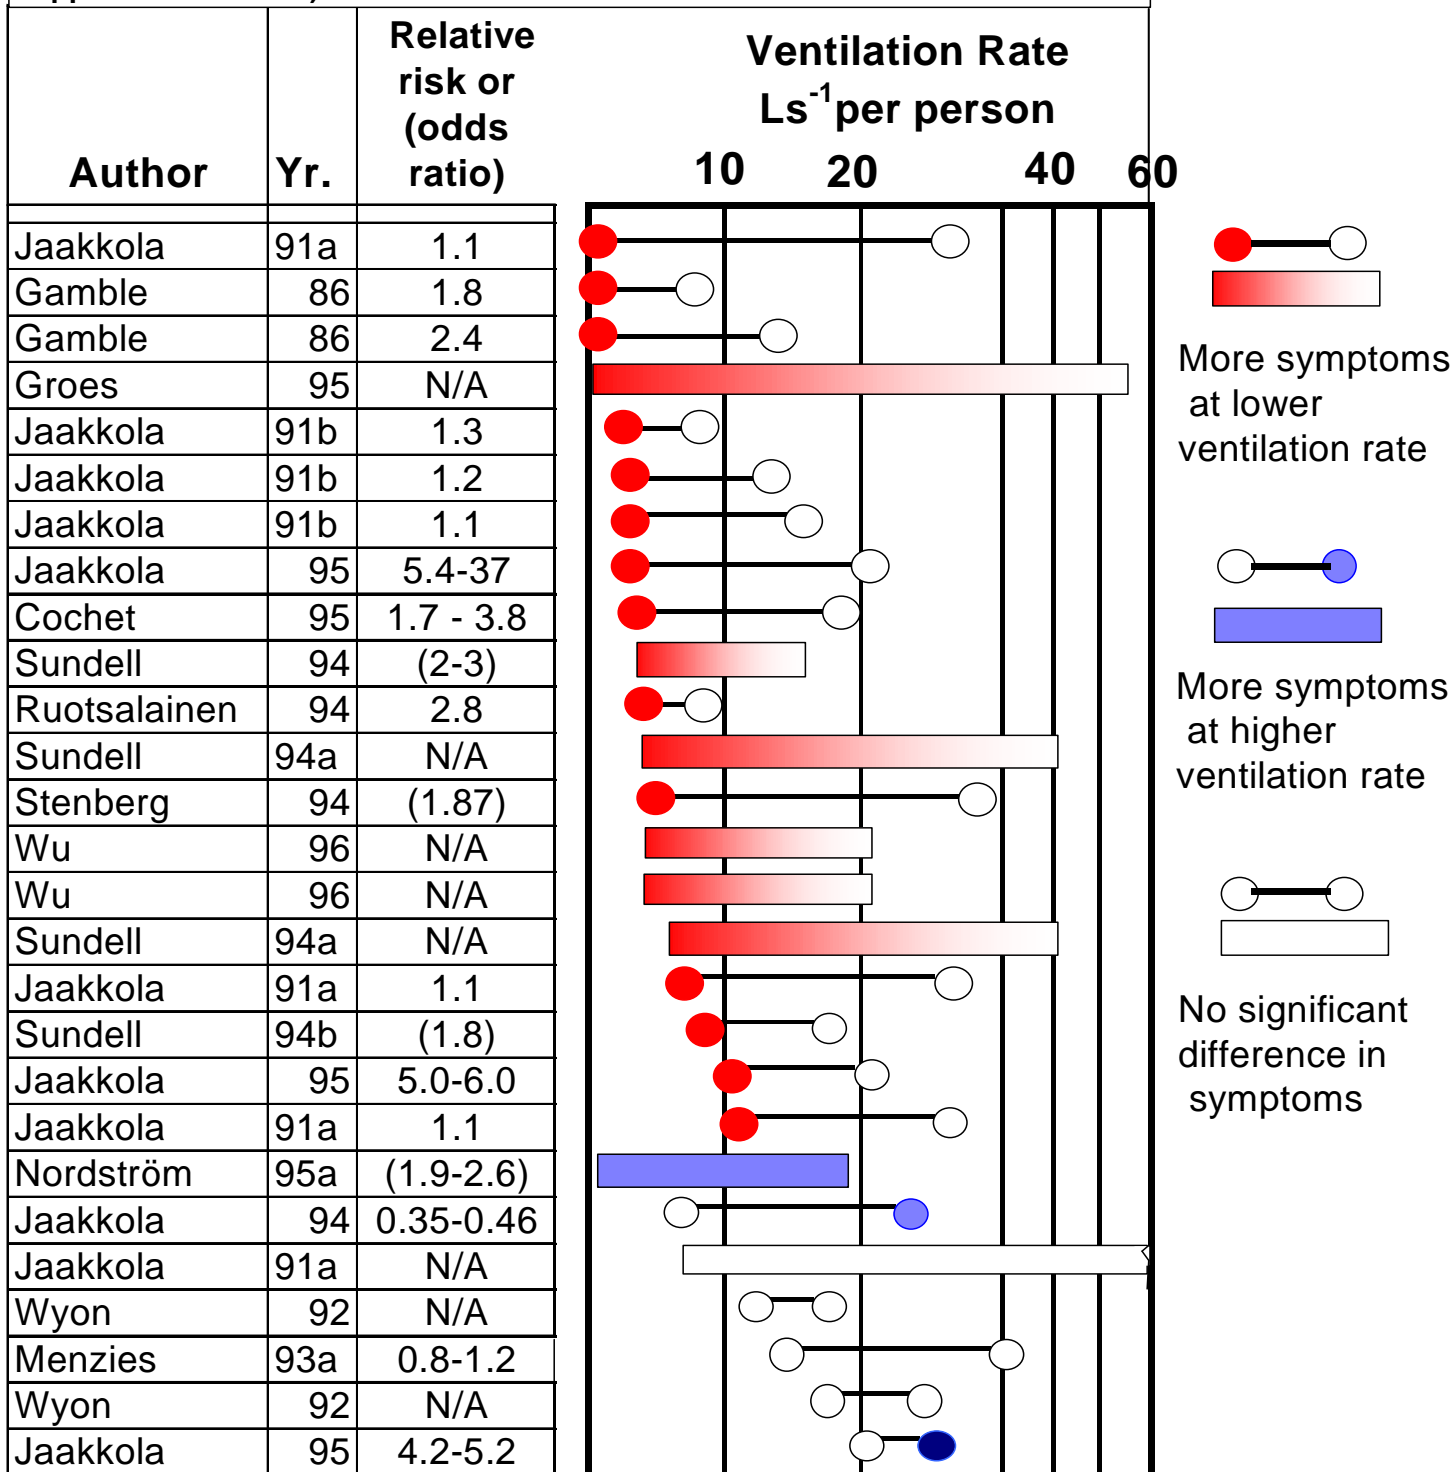 Relative
risk or
(odds
ratio)
Author Yr.
Ventilation Rate
Ls-1per person
10 20 40 60
Jaakkola 91a 1.1
Gamble 86 1.8
Gamble 86 2.4
Groes 95 N/A
Jaakkola 91b 1.3
Jaakkola 91b 1.2
Jaakkola 91b 1.1
Jaakkola 95 5.4-37
Cochet 95 1.7 - 3.8
Sundell 94 (2-3)
Ruotsalainen 94 2.8
Sundell 94a N/A
Stenberg 94 (1.87)
Wu 96 N/A
Wu 96 N/A
Sundell 94a N/A
Jaakkola 91a 1.1
Sundell 94b (1.8)
Jaakkola 95 5.0-6.0
Jaakkola 91a 1.1
Nordström 95a (1.9-2.6)
Jaakkola 94 0.35-0.46
Jaakkola 91a N/A
Wyon 92 N/A
Menzies 93a 0.8-1.2
Wyon 92 N/A
Jaakkola 95 4.2-5.2
More symptoms
at lower
ventilation rate
More symptoms
at higher
ventilation rate
No significant
difference in
symptoms